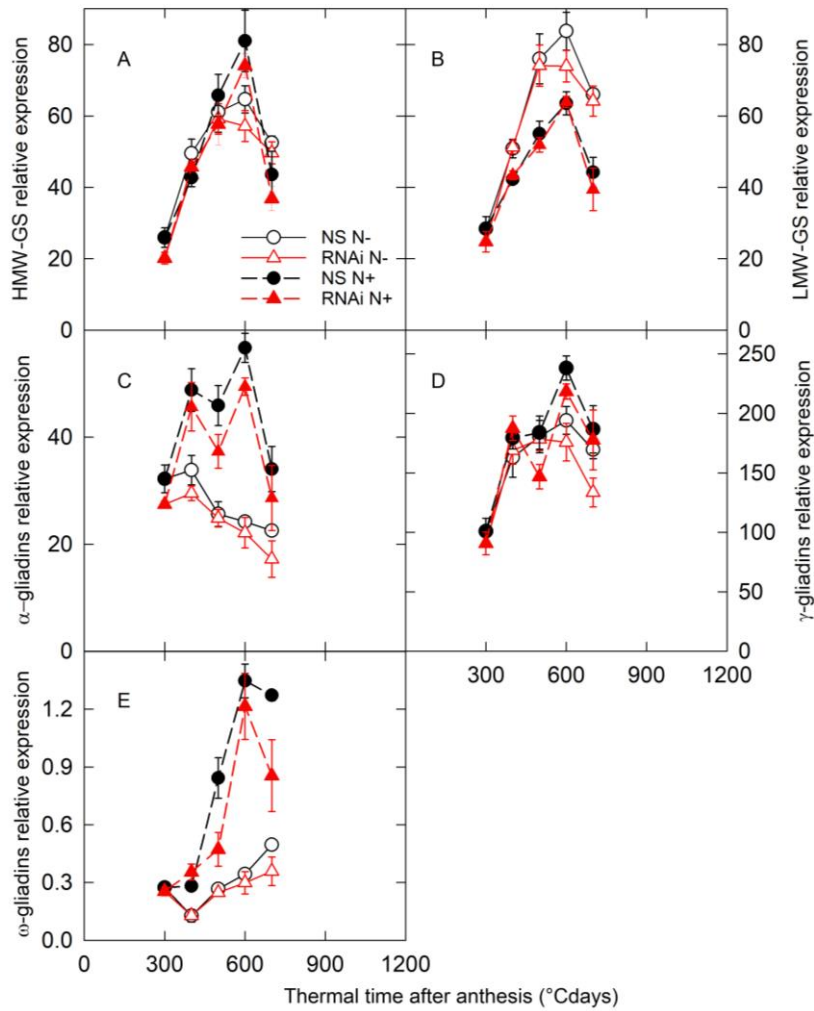 A
HMW-GS relative expression
80
60
40
20
0
NS N-
RNAi N-
NS N+
RNAi N+
B
80
60
40
20
0
LMW-GS relative expression
C
α-gliadins relative expression
40
20
0
D
250
200
150
100
50
0
γ-gliadins relative expression
300 600 900 1200
E
ω-gliadins relative expression
1.2
0.9
0.6
0.3
0.0
0 300 600 900 1200
Thermal time after anthesis (°Cdays)